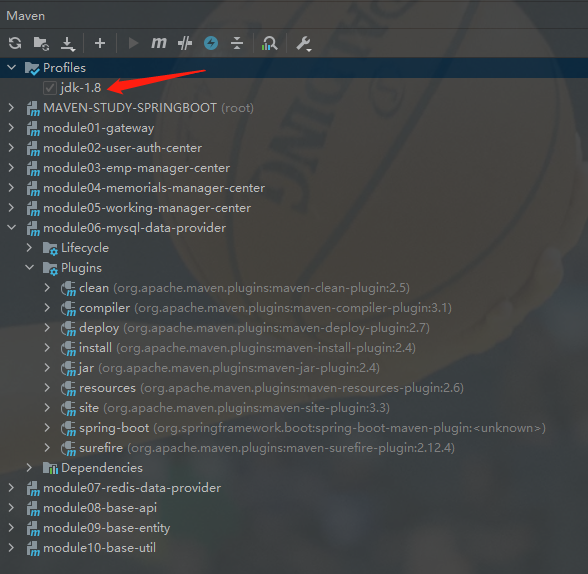 Maven
Profiles
jdk-1.8
MAVEN-STUDY-SPRINGBOOT (root)
module01-gateway
module02-user-auth-center
module03-emp-manager-center
module04-memorials-manager-center
module05-working-manager-center
module06-mysql-data-provider
Lifecycle
Plugins
clean (org.apache.maven.plugins:maven-clean-plugin:2.5)
compiler (org.apache.maven.plugins:maven-compiler-plugin:3.1)
deploy (org.apache.maven.plugins:maven-deploy-plugin:2.7)
install (org.apache.maven.plugins:maven-install-plugin:2.4)
jar (org.apache.maven.plugins:maven-jar-plugin:2.4)
resources (org.apache.maven.plugins:maven-resources-plugin:2.6)
site (org.apache.maven.plugins:maven-site-plugin:3.3)
spring-boot (org.springframework.boot:spring-boot-maven-plugin:<unknown>)
surefire (org.apache.maven.plugins:maven-surefire-plugin:2.12.4)
Dependencies
module07-redis-data-provider
module08-base-api
module09-base-entity
module10-base-util